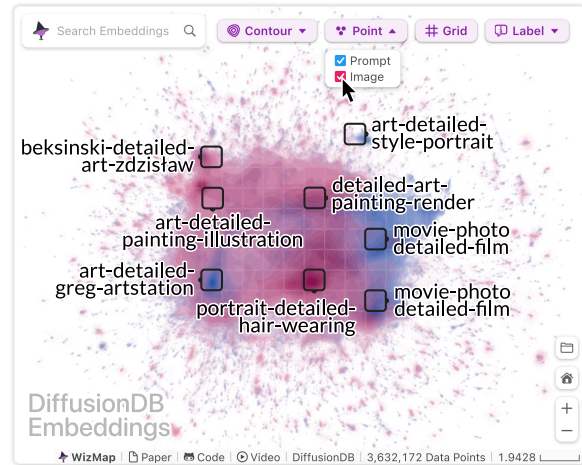 Search Embeddings
Contour
Point
Grid
Label
Prompt
Image
art-detailed-
style-portrait
beksinski-detailed-
art-zdzisław
detailed-art-
painting-render
art-detailed-
painting-illustration
movie-photo
detailed-film
art-detailed-
greg-artstation
movie-photo
detailed-film
portrait-detailed-
hair-wearing
DiffusionDB
Embeddings
WizMap Paper Code Video DiffusionDB 3,632,172 Data Points 1.9428